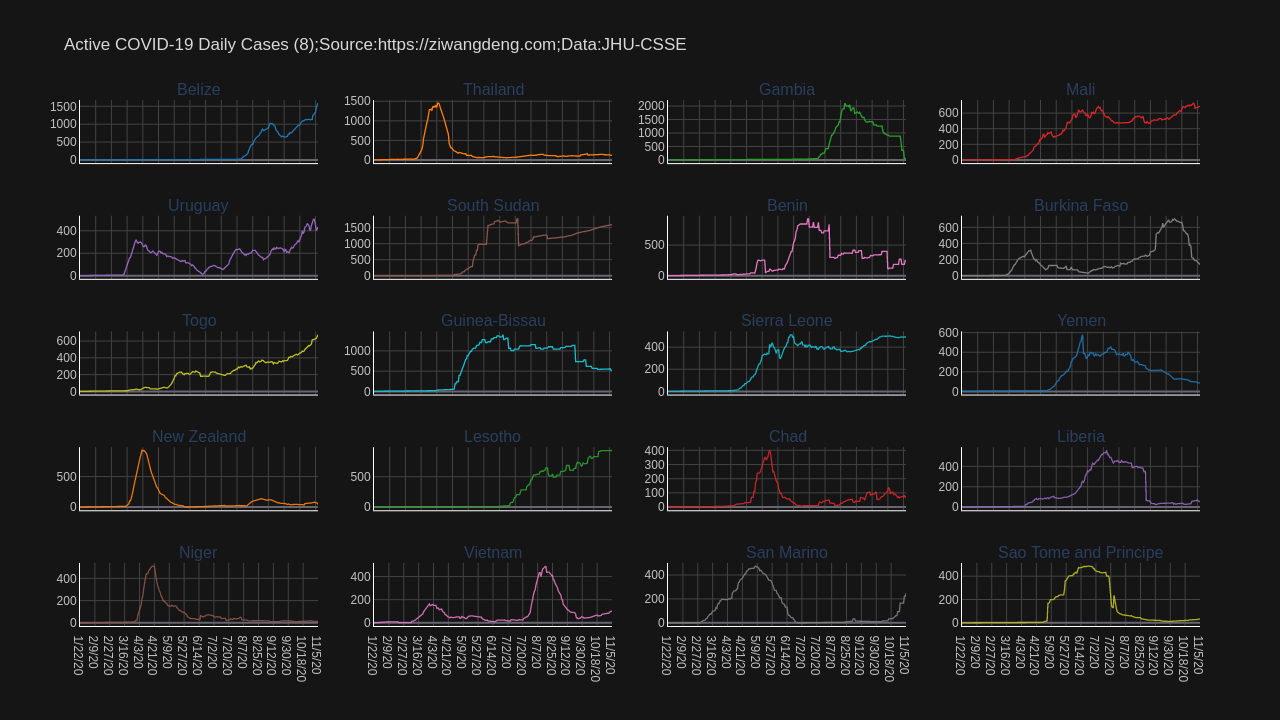 Active COVID-19 Daily Cases (8);Source:https://ziwangdeng.com;Data:JHU-CSSE
Belize
Thailand
Gambia
Mali
1500
1000
500
0
1500
1000
500
0
2000
1500
1000
500
0
600
400
200
0
Uruguay
South Sudan
Benin
Burkina Faso
400
200
0
1500
1000
500
0
500
0
600
400
200
0
Togo
Guinea-Bissau
Sierra Leone
Yemen
600
400
200
0
1000
500
0
400
200
0
600
400
200
0
New Zealand
Lesotho
Chad
Liberia
500
0
500
0
400
300
200
100
0
400
200
0
Niger
Vietnam
San Marino
Sao Tome and Principe
400
200
0
400
200
0
400
200
0
400
200
0
1/22/20 2/9/20 3/16/20 4/3/20 4/21/20 5/9/20 5/27/20 6/14/20 7/2/20 7/20/20 8/7/20 8/25/20 9/12/20 9/30/20 10/18/20 11/5/20
1/22/20 2/9/20 2/27/20 3/16/20 4/3/20 4/21/20 5/9/20 5/27/20 6/14/20 7/2/20 7/20/20 8/7/20 8/25/20 9/12/20 9/30/20 10/18/20 11/5/20
1/22/20 2/9/20 2/27/20 3/16/20 4/3/20 4/21/20 5/9/20 5/27/20 6/14/20 7/2/20 7/20/20 8/7/20 8/25/20 9/12/20 9/30/20 10/18/20 11/5/20
1/22/20 2/9/20 2/27/20 3/16/20 4/3/20 4/21/20 5/9/20 5/27/20 6/14/20 7/2/20 7/20/20 8/7/20 8/25/20 9/12/20 9/30/20 10/18/20 11/5/20